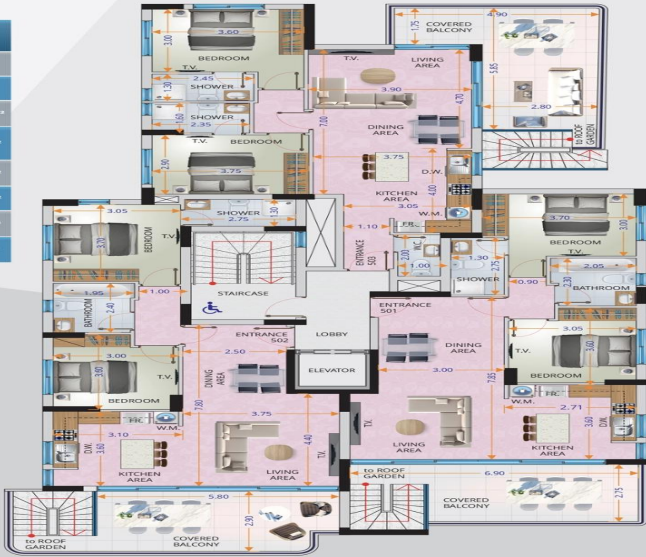 4.90
COVERED
BALCONY
1.75
3.00
3.60
BEDROOM
T.V.
T.V.
LIVING
AREA
5.85
2.45
SHOWER
1.30
3.90
4.70
2.80
SHOWER
1.60
2.35
7.00
DINING
AREA
to ROOF
GARDEN
T.V.
BEDROOM
2.90
3.75
3.75
D.W.
KITCHEN
AREA
4.00
3.05
W.M.
FR.
SHOWER
2.75
1.30
1.10
ENTRANCE
503
2.00
W.C.
1.00
3.05
3.70
BEDROOM
T.V.
3.70
3.00
BEDROOM
T.V.
1.30
2.75
SHOWER
STAIRCASE
1.00
1.95
BATHROOM
2.40
0.90
2.05
2.30
BATHROOM
ENTRANCE
501
LOBBY
ENTRANCE
502
2.50
ELEVATOR
DINING
AREA
3.05
T.V.
3.60
BEDROOM
3.00
3.60
T.V.
BEDROOM
DINING
AREA
7.80
3.00
7.85
FR.
W.M.
3.10
D.W.
3.60
KITCHEN
AREA
3.75
4.40
LIVING
AREA
T.V.
LIVING
AREA
FR.
W.M.
2.71
3.60
D.W.
KITCHEN
AREA
to ROOF
GARDEN
6.90
COVERED
BALCONY
2.75
5.80
2.90
COVERED
BALCONY
to ROOF
GARDEN